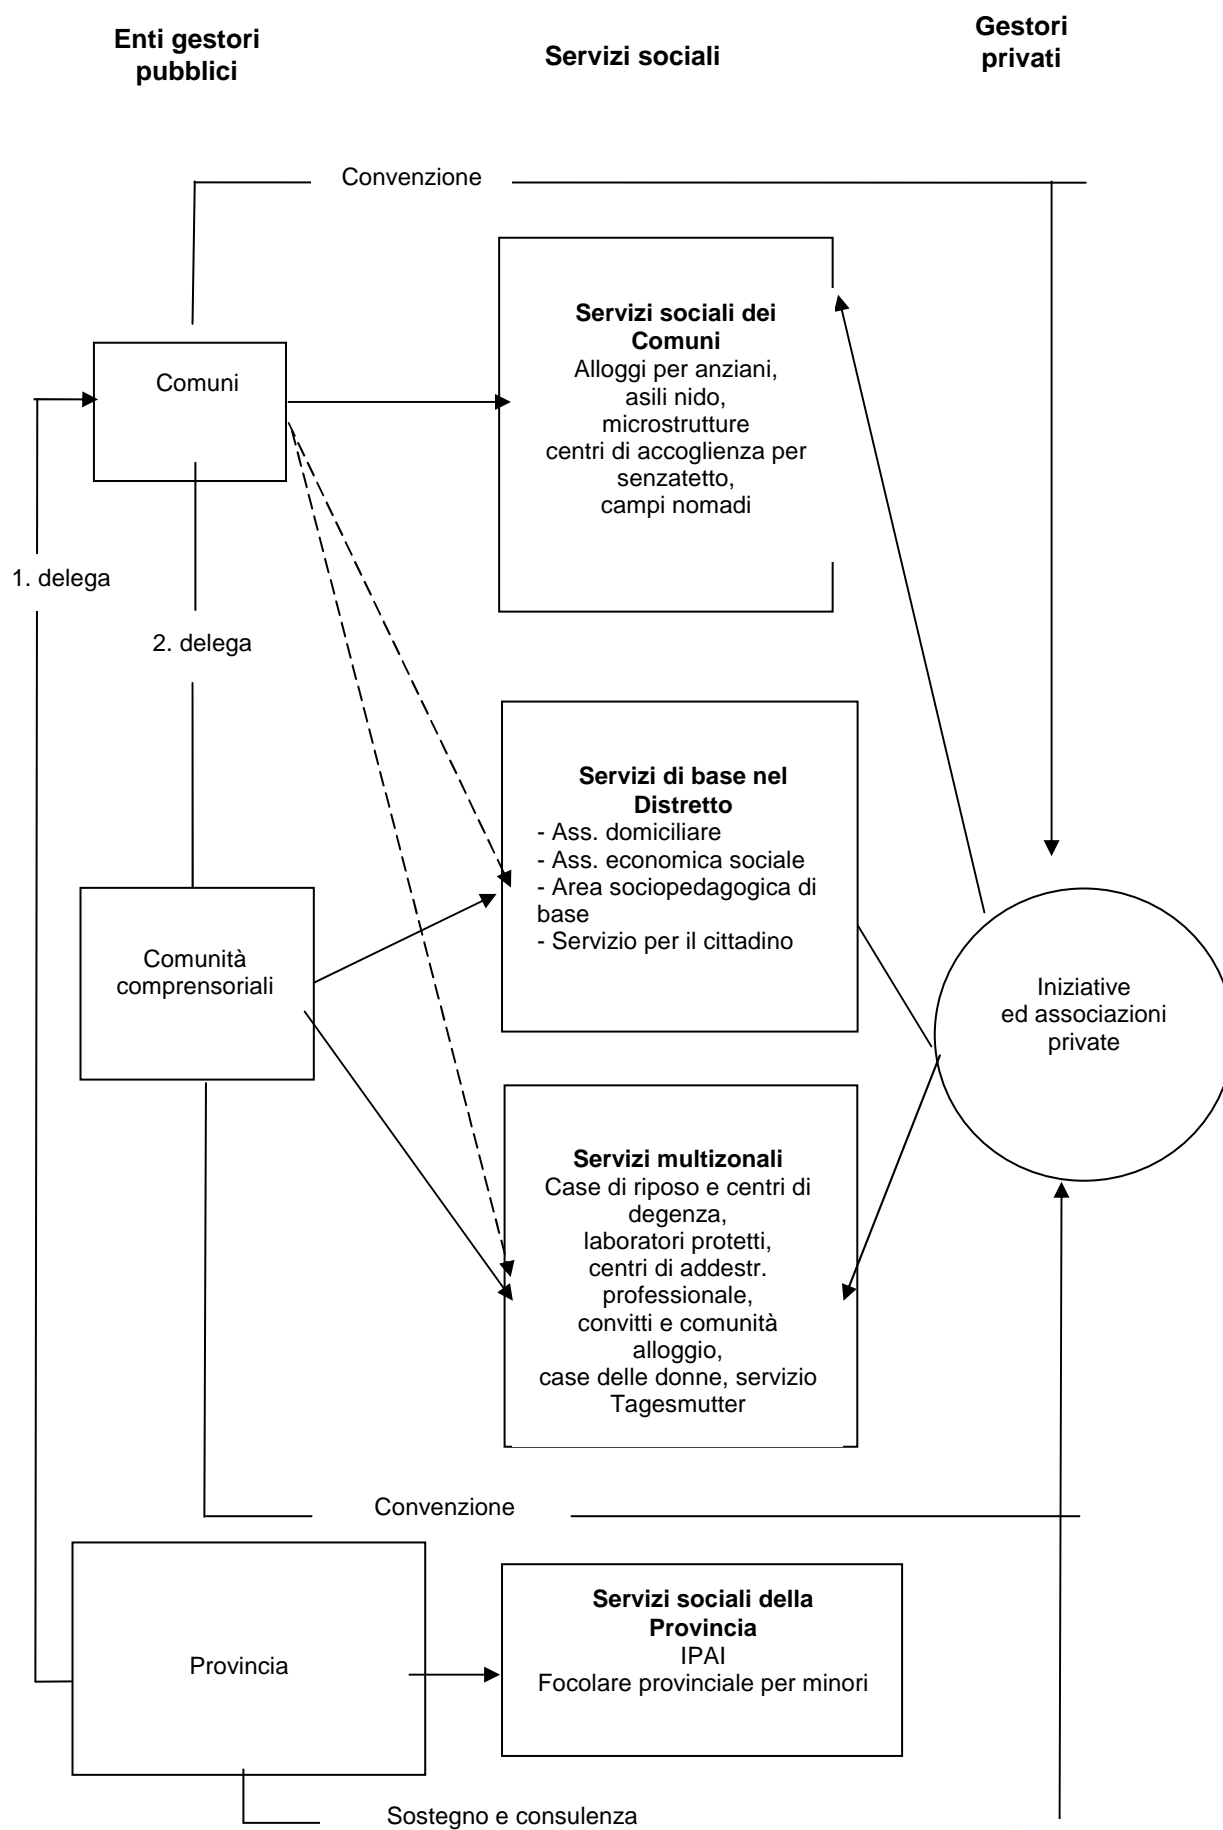 Enti gestori
pubblici
Servizi sociali
Gestori
privati
Convenzione
Servizi sociali dei
Comuni
Alloggi per anziani,
asili nido,
microstrutture
centri di accoglienza per
senzatetto,
campi nomadi
Comuni
1. delega
2. delega
Servizi di base nel
Distretto
- Ass. domiciliare
- Ass. economica sociale
- Area sociopedagogica di
base
- Servizio per il cittadino
Comunità
comprensoriali
Iniziative
ed associazioni
private
Servizi multizonali
Case di riposo e centri di
degenza,
laboratori protetti,
centri di addestr.
professionale,
convitti e comunità
alloggio,
case delle donne, servizio
Tagesmutter
Convenzione
Provincia
Servizi sociali della
Provincia
IPAI
Focolare provinciale per minori
Sostegno e consulenza